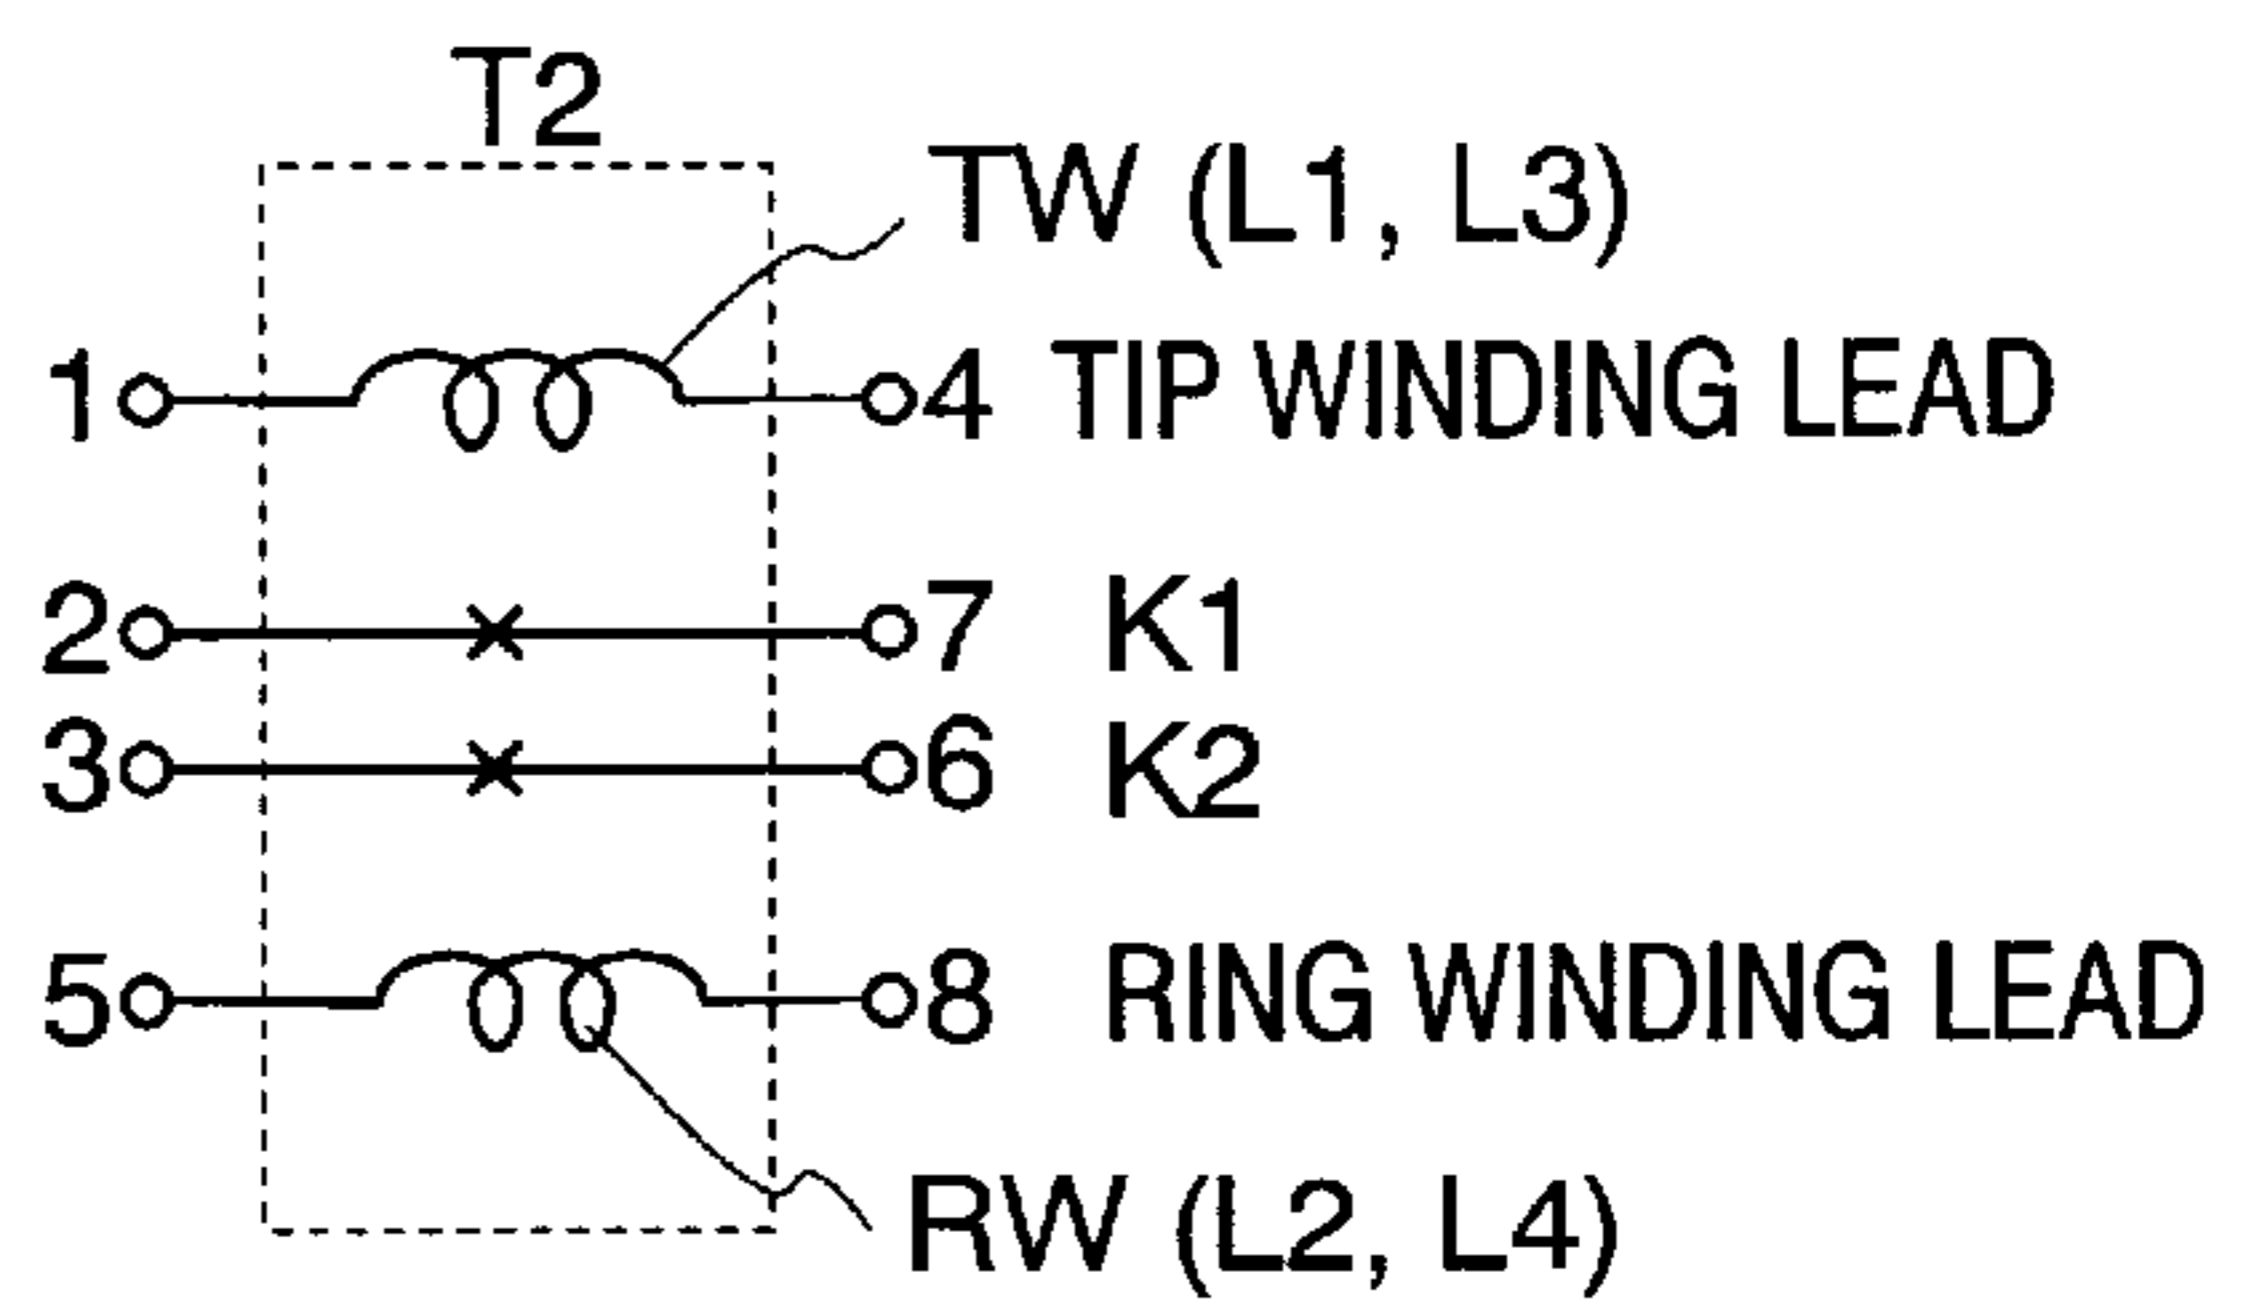 T2
TW (L1, L3)
1 4 TIP WINDING LEAD
2 7 K1
3 6 K2
5 8 RING WINDING LEAD
RW (L2, L4)